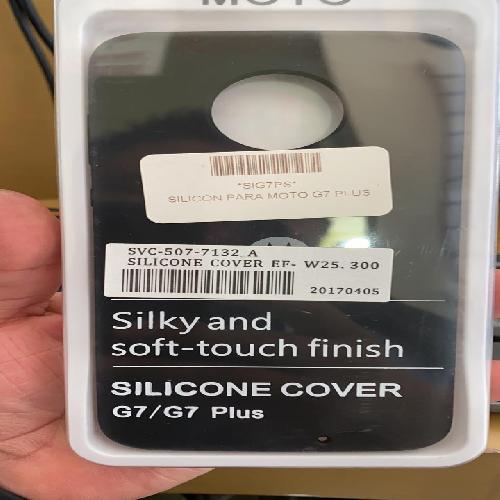 MOTO
*SIG7PS*
SILICON PARA MOTO G7 PLUS
SVC-507-7132 A
SILICONE COVER EF- W25. 300
20170405
Silky and
soft-touch finish
SILICONE COVER
G7/G7 Plus